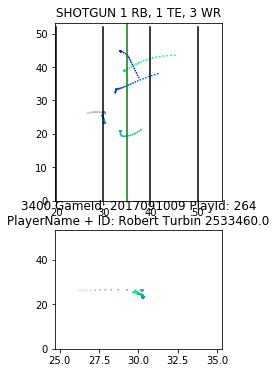 SHOTGUN 1 RB, 1 TE, 3 WR
50
40
30
20
10
0
20 30 40 50
3400 GameId: 2017091009 PlayId: 264
PlayerName + ID: Robert Turbin 2533460.0
40
20
0
25.0 27.5 30.0 32.5 35.0